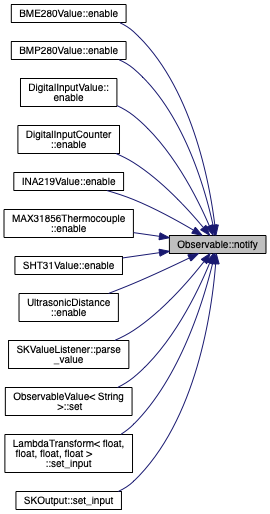 BME280Value::enable
BMP280Value::enable
DigitalInputValue::
enable
DigitalInputCounter
::enable
INA219Value::enable
MAX31856Thermocouple
::enable
Observable::notify
SHT31Value::enable
UltrasonicDistance
::enable
SKValueListener::parse
_value
ObservableValue< String
>::set
LambdaTransform< float,
float, float, float >
::set_input
SKOutput::set_input